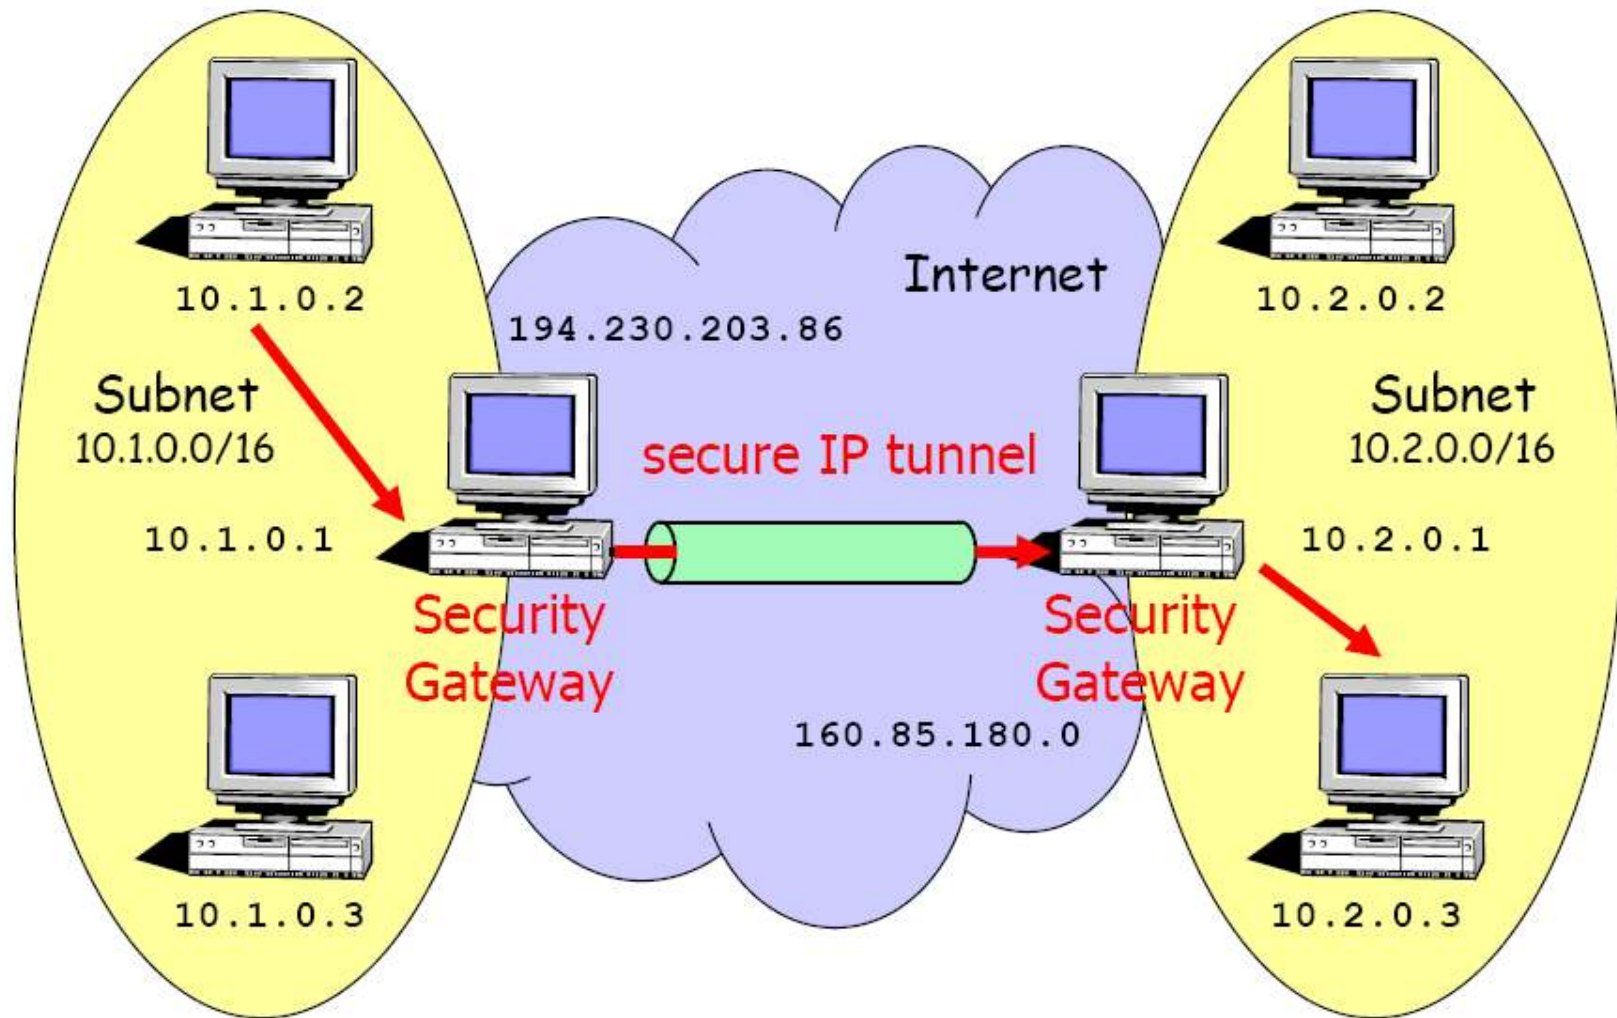 10.1.0.2
Subnet
10.1.0.0/16
10.1.0.1
10.1.0.3
194.230.203.86
Internet
secure IP tunnel
Security
Gateway
Security
Gateway
160.85.180.0
10.2.0.2
Subnet
10.2.0.0/16
10.2.0.1
10.2.0.3